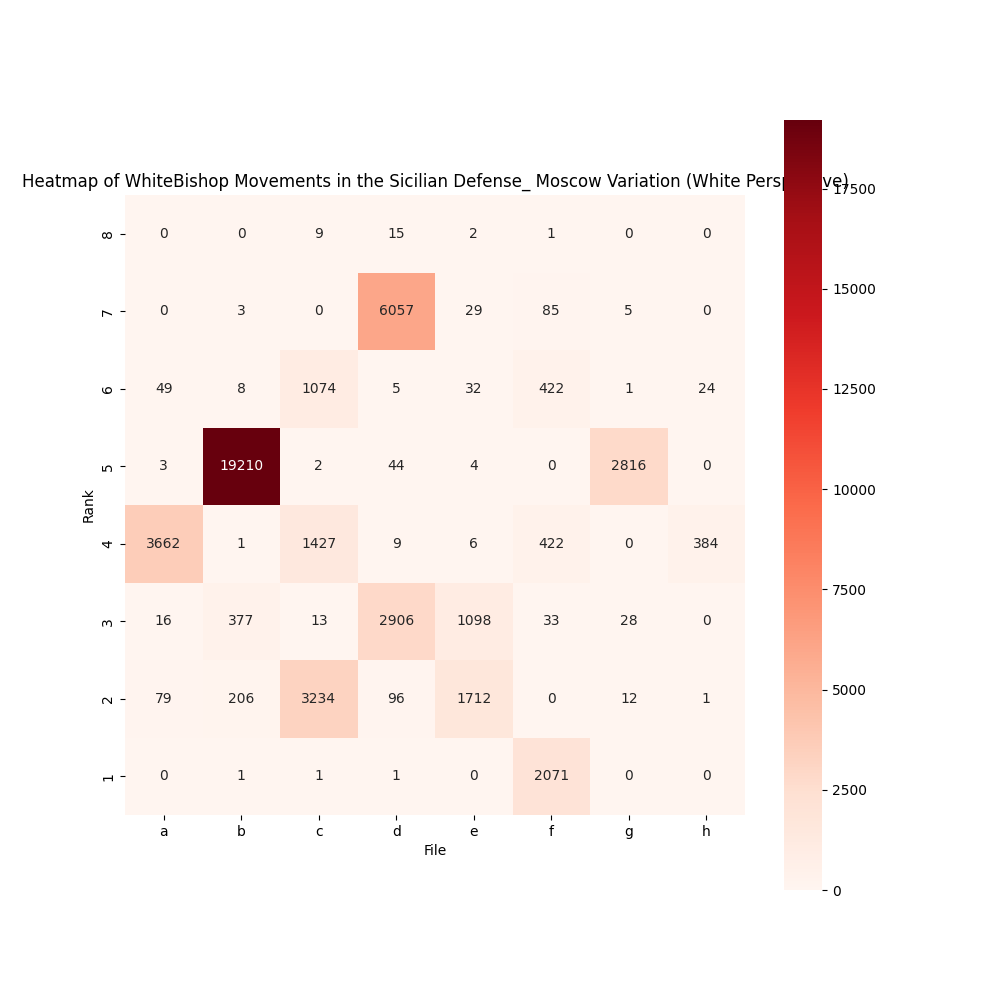 Heatmap of WhiteBishop Movements in the Sicilian Defense_ Moscow Variation (White Perspective)
17500
8 0 0 9 15 2 1 0 0
15000
7 0 3 0 6057 29 85 5 0
12500
6 49 8 1074 5 32 422 1 24
10000
5 3 19210 2 44 4 0 2816 0
Rank
7500
4 3662 1 1427 9 6 422 0 384
3 16 377 13 2906 1098 33 28 0
5000
2 79 206 3234 96 1712 0 12 1
2500
1 0 1 1 1 0 2071 0 0
a b c d e f g h
File
0